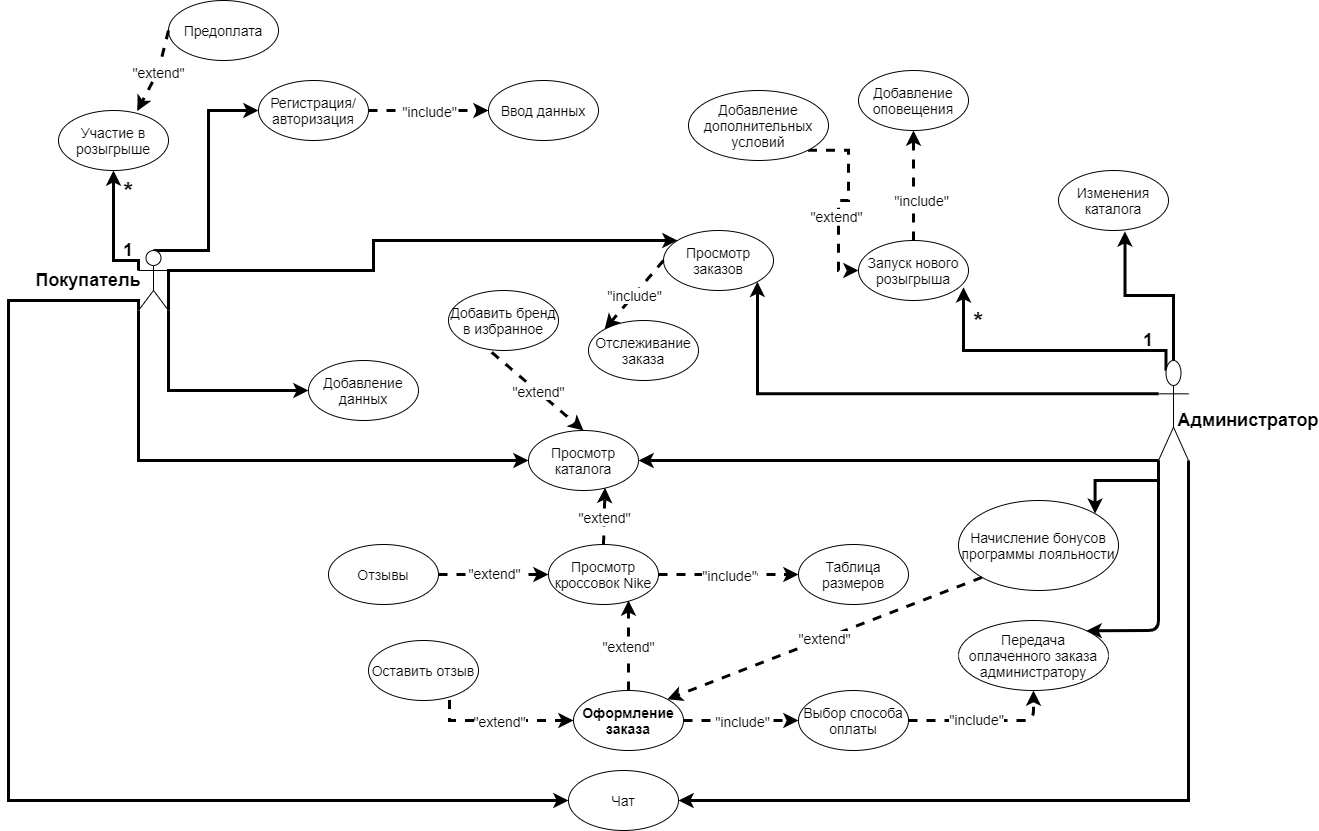 Предоплата
"extend"
Участие в
розыгрыше
Регистрация/
авторизация
"include"
Ввод данных
Добавление
дополнительных
условий
Добавление
оповещения
"include"
"extend"
Изменения
каталога
*
1
Покупатель
Просмотр
заказов
"include"
Отслеживание
заказа
Запуск нового
розыгрыша
*
1
Администратор
Добавить бренд
в избранное
"extend"
Добавление
данных
Просмотр
каталога
"extend"
Отзывы
"extend"
Просмотр
кроссовок Nike
"include"
Таблица
размеров
Начисление бонусов
программы лояльности
"extend"
"extend"
Передача
оплаченного заказа
администратору
Оставить отзыв
"extend"
Оформление
заказа
"include"
Выбор способа
оплаты
"include"
Чат